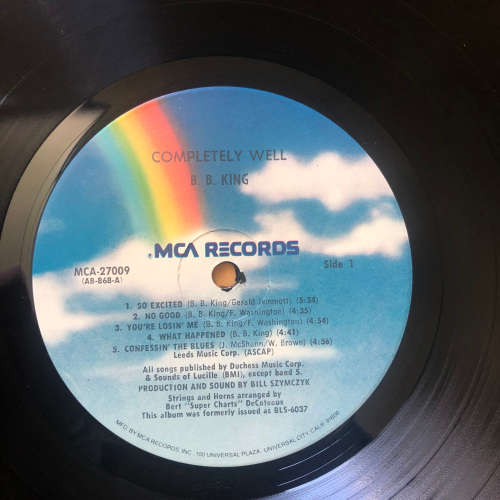 COMPLETELY WELL
B. B. KING
MCA RECORDS
MCA-27009
(AB-868-A)
Side 1
1. SO EXCITED (B. B. King/Gerald Jemmott) (5:34)
2. NO GOOD (B. B. King/F. Washington) (4:35)
3. YOU'RE LOSIN' ME (B. B. King/F. Washington) (4:54)
4. WHAT HAPPENED (B. B. King) (4:41)
5. CONFESSIN' THE BLUES (J. McShann/W. Brown) (4:56)
Leeds Music Corp. (ASCAP)
All songs published by Duchess Music Corp.
& Sounds of Lucille (BMI), except band 5.
PRODUCTION AND SOUND BY BILL SZYMCZYK
Strings and Horns arranged by
Bert "Super Charts" DeCoteaux
This album was formerly issued as BLS-6037
MFG BY MCA RECORDS, INC. 100 UNIVERSAL PLAZA, UNIVERSAL CITY, CALIF. 91608